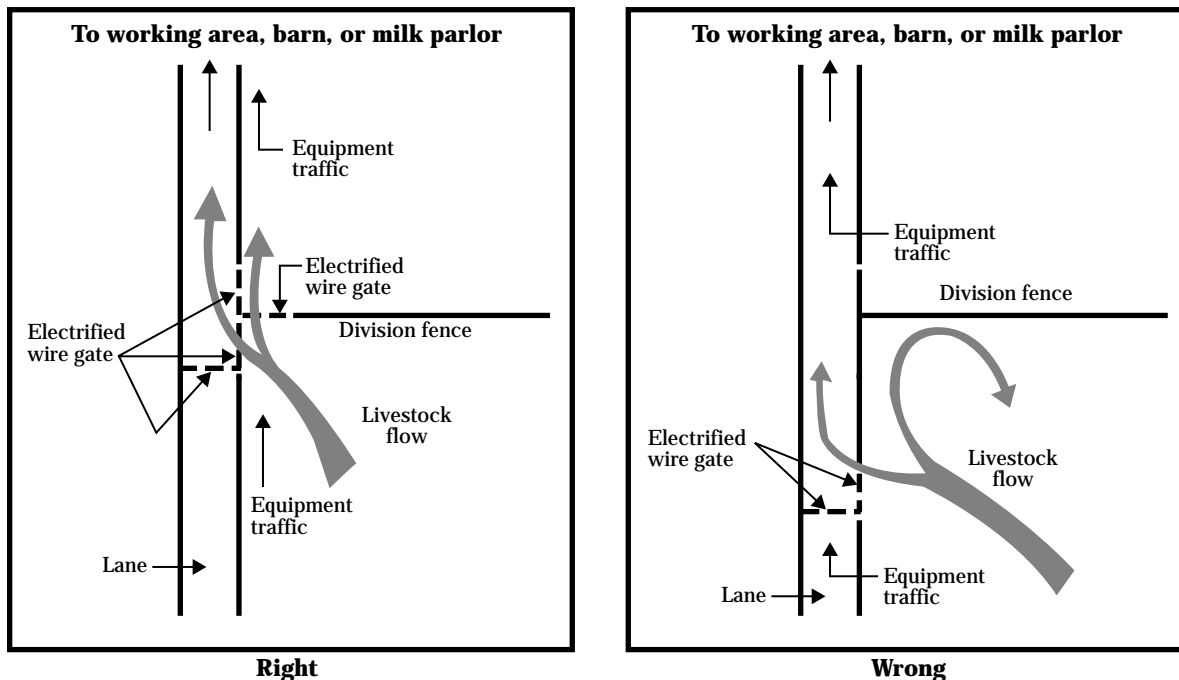 To working area, barn, or milk parlor
Equipment
traffic
Electrified
wire gate
Electrified
wire gate
Division fence
Livestock
flow
Equipment
traffic
Lane
Right
To working area, barn, or milk parlor
Equipment
traffic
Division fence
Electrified
wire gate
Livestock
flow
Equipment
traffic
Lane
Wrong